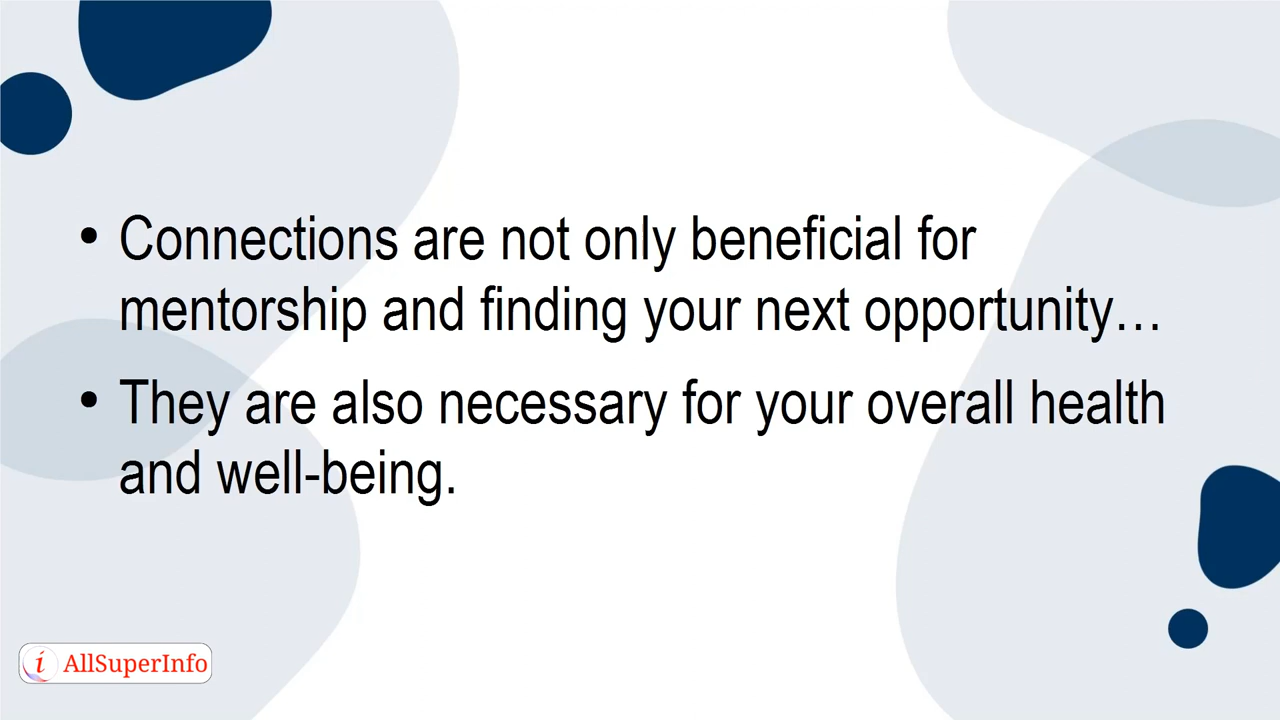 • Connections are not only beneficial for
mentorship and finding your next opportunity…
• They are also necessary for your overall health
and well-being.
i AllSuperInfo